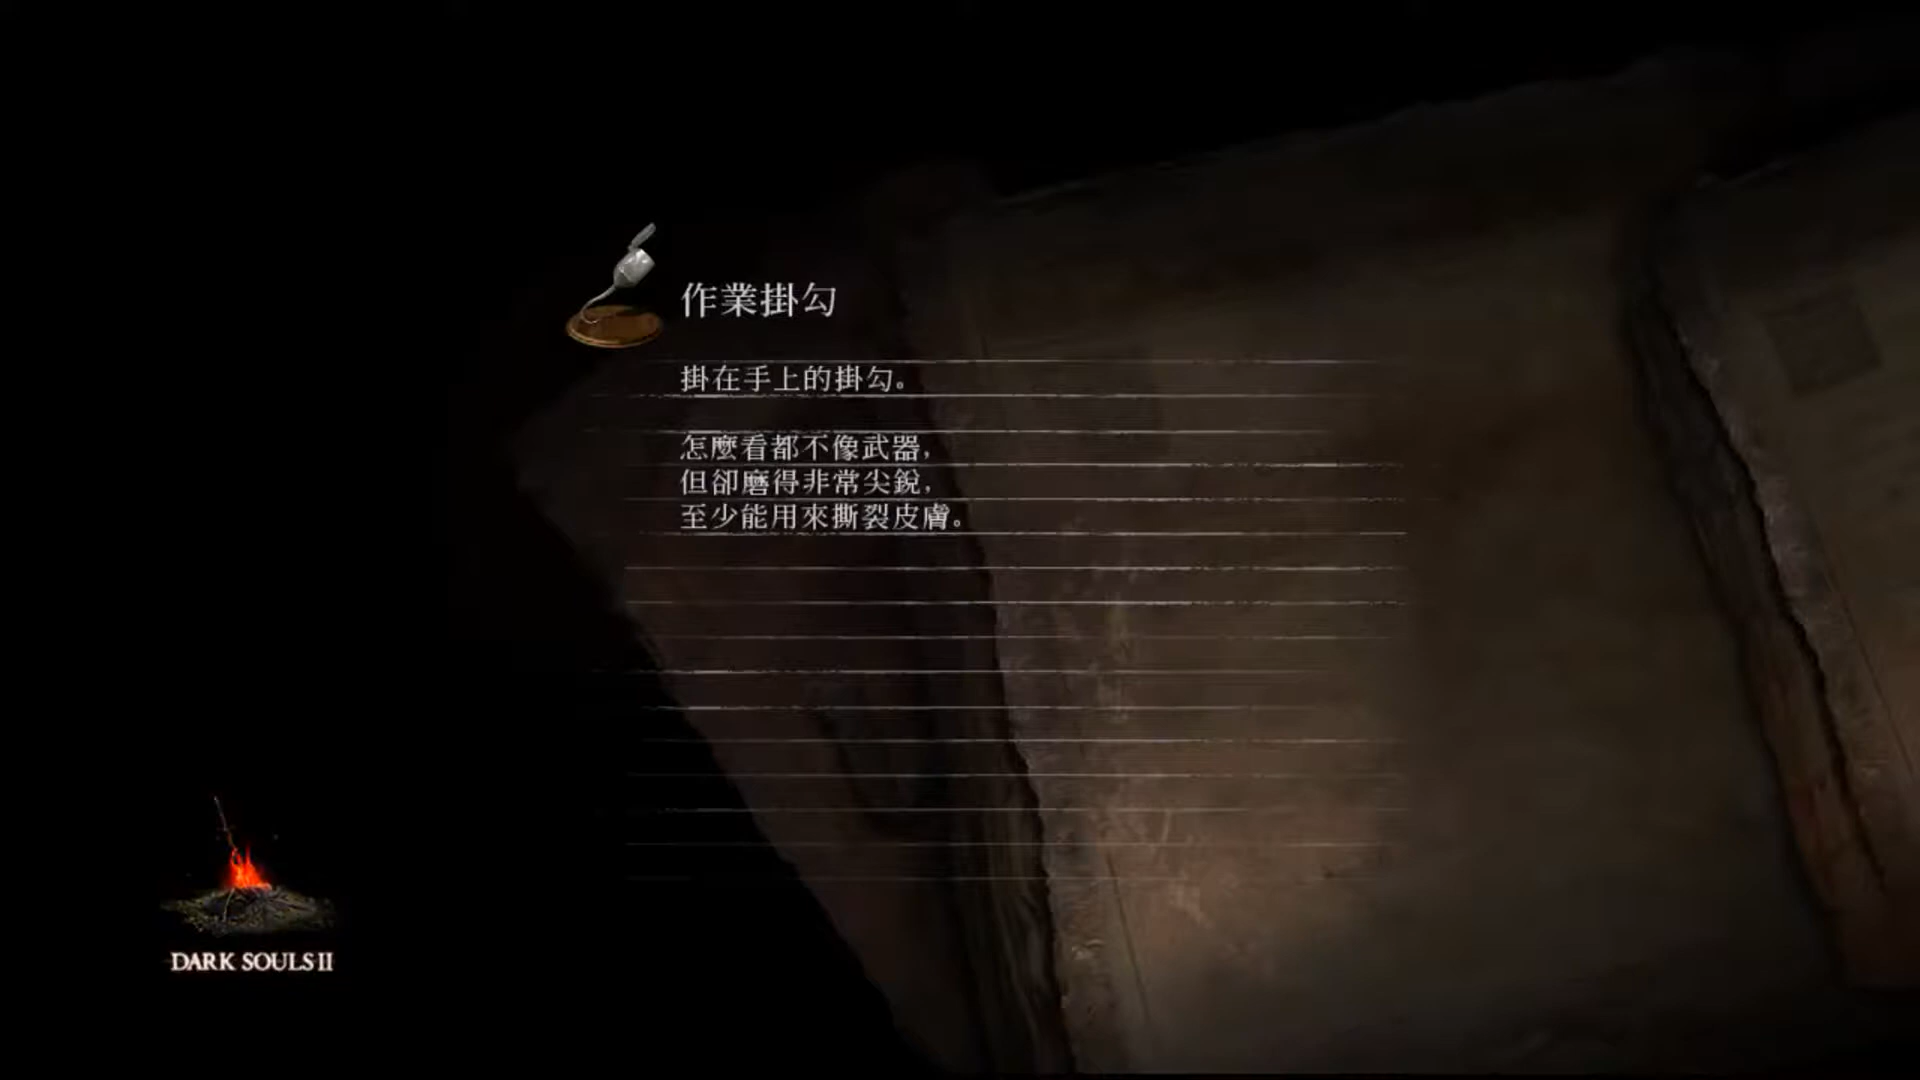 作業掛勾
掛在手上的掛勾。
怎麼看都不像武器，
但卻磨得非常尖銳，
至少能用來撕裂皮膚。
DARK SOULS II